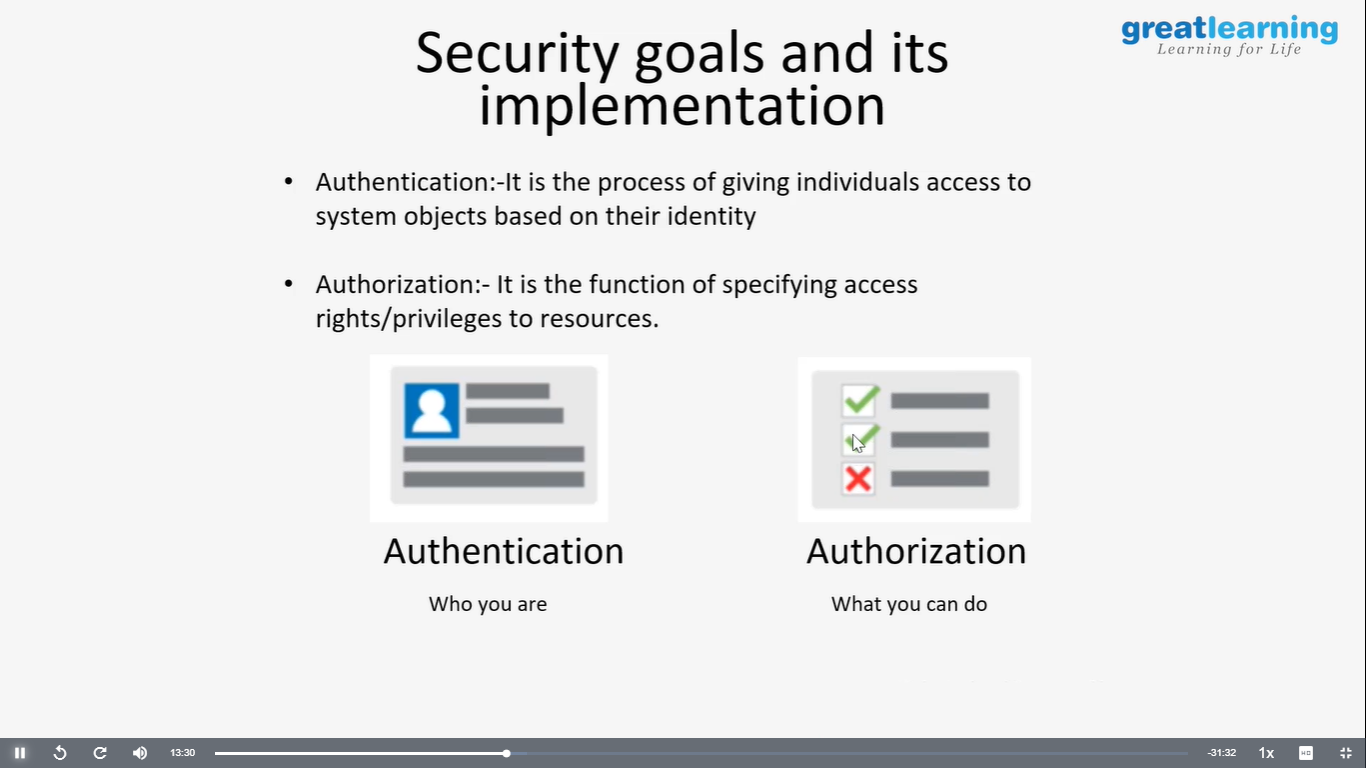 greatlearning
Learning for Life
Security goals and its
implementation
• Authentication:-It is the process of giving individuals access to
system objects based on their identity
• Authorization:- It is the function of specifying access
rights/privileges to resources.
Authentication
Authorization
Who you are
What you can do
13:30
-31:32
1x
HD